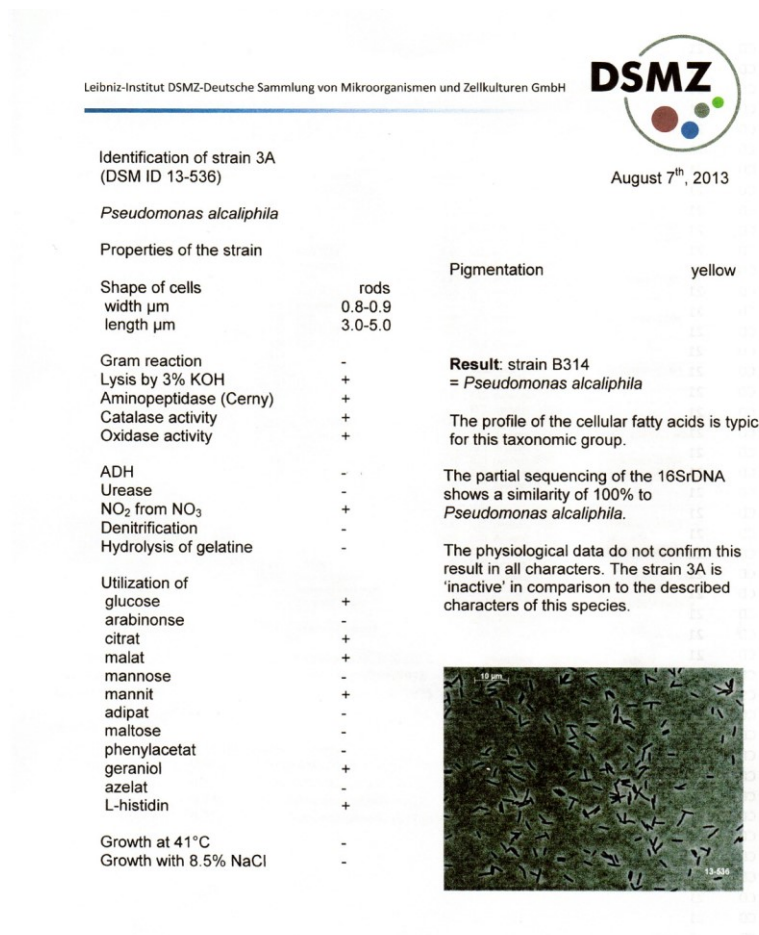 Leibniz-Institut DSMZ-Deutsche Sammlung von Mikroorganismen und Zellkulturen GmbH
DSMZ
Identification of strain 3A
(DSM ID 13-536)
August 7th, 2013
Pseudomonas alcaliphila
Properties of the strain
Shape of cells rods
width µm 0.8-0.9
length µm 3.0-5.0
Gram reaction -
Lysis by 3% KOH +
Aminopeptidase (Cerny) +
Catalase activity +
Oxidase activity +
ADH -
Urease -
NO2 from NO3 +
Denitrification -
Hydrolysis of gelatine -
Utilization of
glucose +
arabinonse -
citrat +
malat +
mannose -
mannit +
adipat -
maltose -
phenylacetat -
geraniol +
azelat -
L-histidin +
Growth at 41°C -
Growth with 8.5% NaCl -
Pigmentation yellow
Result: strain B314
= Pseudomonas alcaliphila
The profile of the cellular fatty acids is typic
for this taxonomic group.
The partial sequencing of the 16SrDNA
shows a similarity of 100% to
Pseudomonas alcaliphila.
The physiological data do not confirm this
result in all characters. The strain 3A is
'inactive' in comparison to the described
characters of this species.
10 µm
13-536